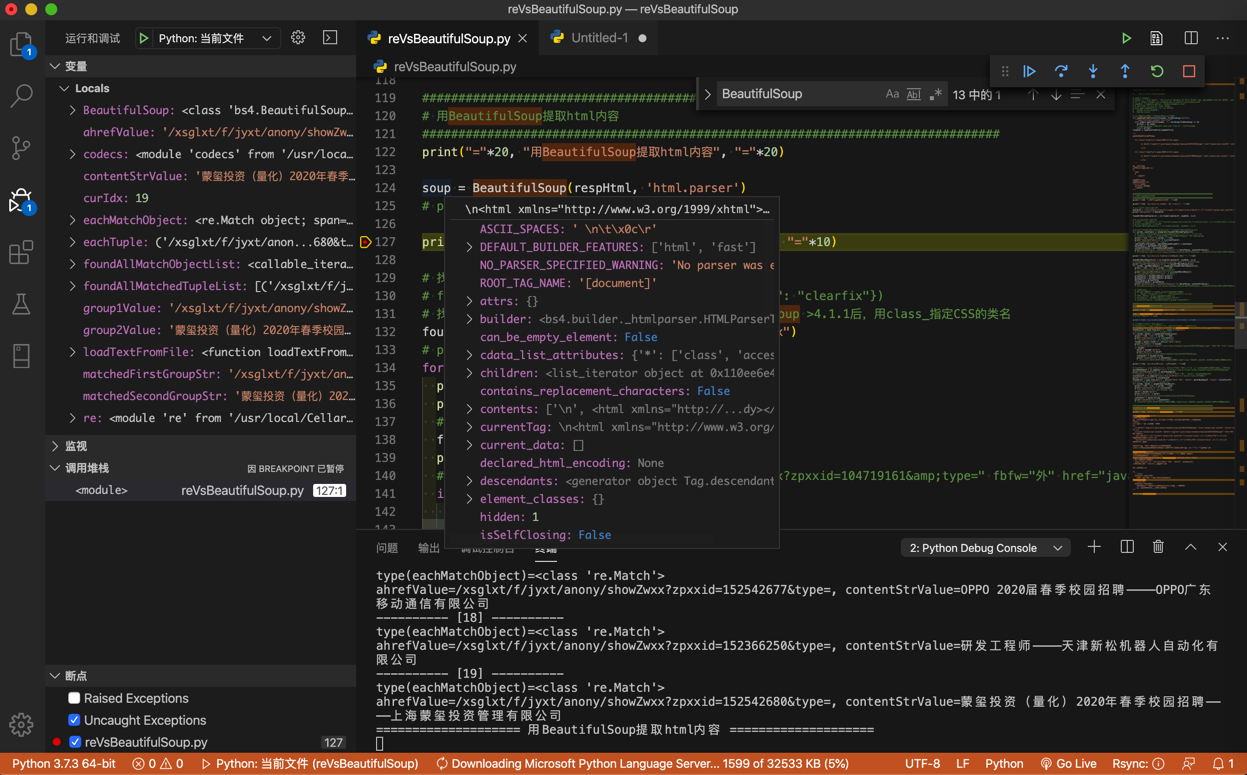 reVsBeautifulSoup.py — reVsBeautifulSoup
运行和调试 Python: 当前文件
reVsBeautifulSoup.py Untitled-1
变量
Locals
BeautifulSoup: <class 'bs4.BeautifulSoup...
ahrefValue: '/xsglxt/f/jyxt/anony/showZw...
codecs: <module 'codecs' from '/usr/loca...
contentStrValue: '蒙玺投资（量化）2020年春季...
curIdx: 19
eachMatchObject: <re.Match object; span=...
eachTuple: ('/xsglxt/f/jyxt/anon...680&t...
foundAllMatchObjectList: <callable_itera...
foundAllMatchedTupleList: [('/xsglxt/f/j...
group1Value: '/xsglxt/f/jyxt/anony/showZ...
group2Value: '蒙玺投资（量化）2020年春季校园...
loadTextFromFile: <function loadTextFrom...
matchedFirstGroupStr: '/xsglxt/f/jyxt/an...
matchedSecondGroupStr: '蒙玺投资（量化）202...
re: <module 're' from '/usr/local/Cellar...
监视
调用堆栈 因 BREAKPOINT 已暂停
<module> reVsBeautifulSoup.py 127:1
断点
Raised Exceptions
Uncaught Exceptions
reVsBeautifulSoup.py 127
reVsBeautifulSoup.py
BeautifulSoup Aa Abl .* 13 中的 1
118
119 ################################################################################
120 # 用BeautifulSoup提取html内容
121 ################################################################################
122 print("="*20, "用BeautifulSoup提取html内容", "="*20)
123
124 soup = BeautifulSoup(respHtml, 'html.parser')
125 # p
126
127 pri "="*10)
128
129 # 找
130 # f ": "clearfix"})
131 # 找 oup >4.1.1后，用class_指定CSS的类名
132 fou x")
133 # p
134 for
135 p
136 p
137 #
138 f
139 p
140 # x?zpxxid=104719161&amp;type=" fbfw="外" href="jav
141 i
142
143
\n<html xmlns="http://www.w3.org/1999/xhtml">…
ASCII_SPACES: ' \n\t\x0c\r'
DEFAULT_BUILDER_FEATURES: ['html', 'fast']
NO_PARSER_SPECIFIED_WARNING: 'No parser was e
ROOT_TAG_NAME: '[document]'
attrs: {}
builder: <bs4.builder._htmlparser.HTMLParserT
can_be_empty_element: False
cdata_list_attributes: {'*': ['class', 'acces
children: <list_iterator object at 0x110ee6e4
contains_replacement_characters: False
contents: ['\n', <html xmlns="http://...dy></
currentTag: \n<html xmlns="http://www.w3.org/
current_data: []
declared_html_encoding: None
descendants: <generator object Tag.descendant
element_classes: {}
hidden: 1
isSelfClosing: False
问题 输出 调试控制台 终端 2: Python Debug Console
type(eachMatchObject)=<class 're.Match'>
ahrefValue=/xsglxt/f/jyxt/anony/showZwxx?zpxxid=152542677&type=, contentStrValue=OPPO 2020届春季校园招聘————OPPO广东
移动通信有限公司
---------- [18] ----------
type(eachMatchObject)=<class 're.Match'>
ahrefValue=/xsglxt/f/jyxt/anony/showZwxx?zpxxid=152366250&type=, contentStrValue=研发工程师————天津新松机器人自动化有
限公司
---------- [19] ----------
type(eachMatchObject)=<class 're.Match'>
ahrefValue=/xsglxt/f/jyxt/anony/showZwxx?zpxxid=152542680&type=, contentStrValue=蒙玺投资（量化）2020年春季校园招聘——
——上海蒙玺投资管理有限公司
==================== 用BeautifulSoup提取html内容 ====================
Python 3.7.3 64-bit 0 0 Python: 当前文件 (reVsBeautifulSoup) Downloading Microsoft Python Language Server... 1599 of 32533 KB (5%) UTF-8 LF Python Go Live Rsync: 1